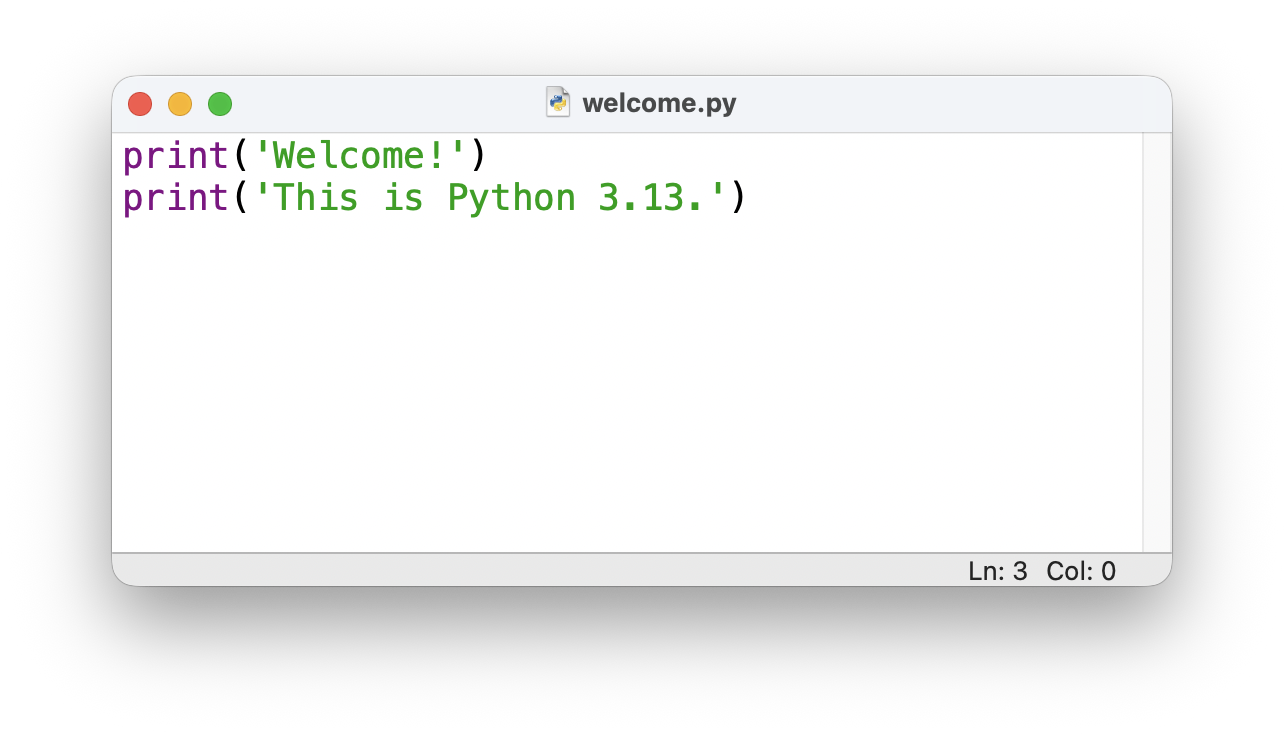 welcome.py
print('Welcome!')
print('This is Python 3.13.')
Ln: 3 Col: 0